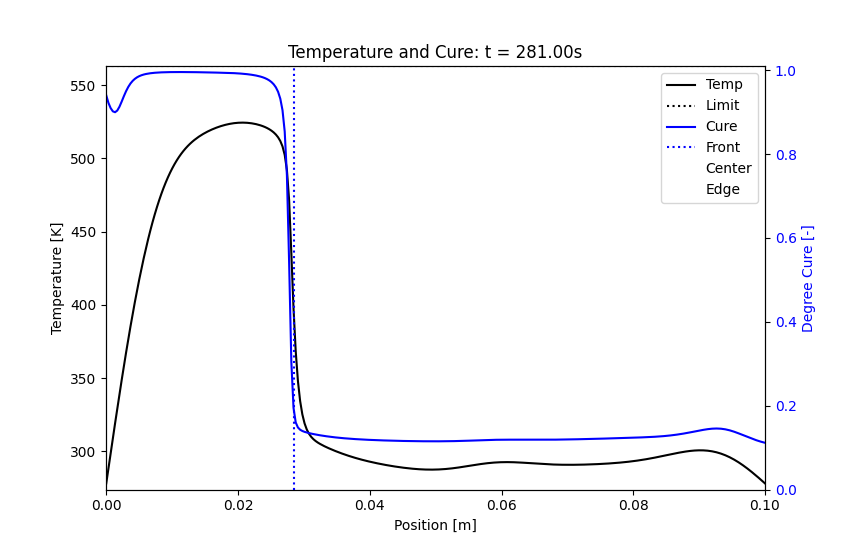 Temperature and Cure: t = 281.00s
Temperature [K]
550
500
450
400
350
300
Temp
Limit
Cure
Front
Center
Edge
1.0
0.8
0.6
0.4
0.2
0.0
Degree Cure [-]
0.00 0.02 0.04 0.06 0.08 0.10
Position [m]